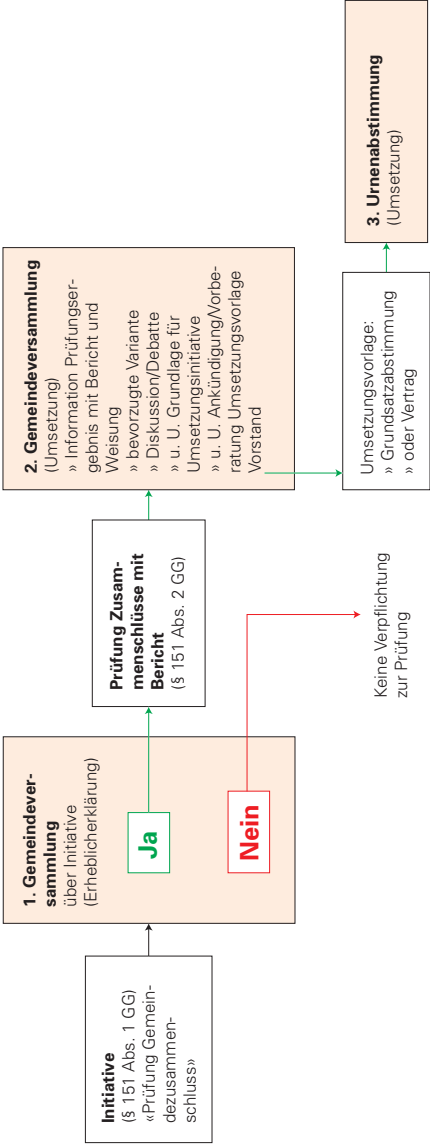 Initiative
(§ 151 Abs. 1 GG)
«Prüfung Gemein-
dezusammen-
schluss»
1. Gemeindever-
sammlung
über Initiative
(Erheblicherklärung)
Ja
Nein
Prüfung Zusam-
menschlüsse mit
Bericht
(§ 151 Abs. 2 GG)
Keine Verpflichtung
zur Prüfung
2. Gemeindeversammlung
(Umsetzung)
» Information Prüfungser-
gebnis mit Bericht und
Weisung
» bevorzugte Variante
» Diskussion/Debatte
» u. U. Grundlage für
Umsetzungsinitiative
» u. U. Ankündigung/Vorbe-
ratung Umsetzungsvorlage
Vorstand
Umsetzungsvorlage:
» Grundsatzabstimmung
» oder Vertrag
3. Urnenabstimmung
(Umsetzung)